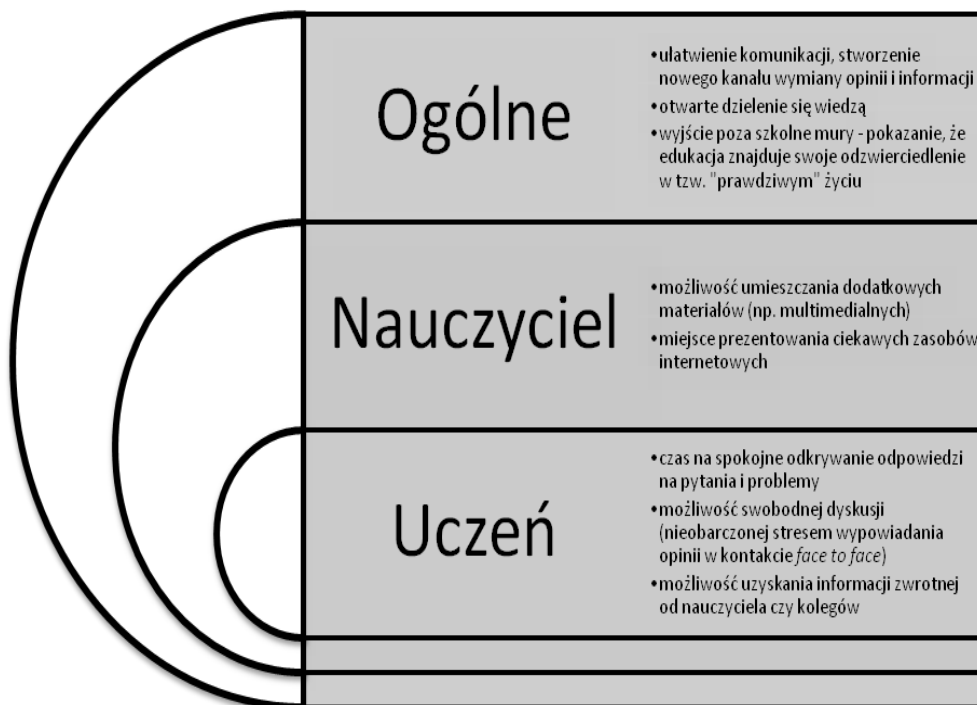 Ogólne
•ułatwienie komunikacji, stworzenie
nowego kanału wymiany opinii i informacji
•otwarte dzielenie się wiedzą
•wyjście poza szkolne mury - pokazanie, że
edukacja znajduje swoje odzwierciedlenie
w tzw. "prawdziwym" życiu
Nauczyciel
•możliwość umieszczania dodatkowych
materiałów (np. multimedialnych)
•miejsce prezentowania ciekawych zasobów
internetowych
Uczeń
•czas na spokojne odkrywanie odpowiedzi
na pytania i problemy
•możliwość swobodnej dyskusji
(nieobarczonej stresem wypowiadania
opinii w kontakcie face to face)
•możliwość uzyskania informacji zwrotnej
od nauczyciela czy kolegów